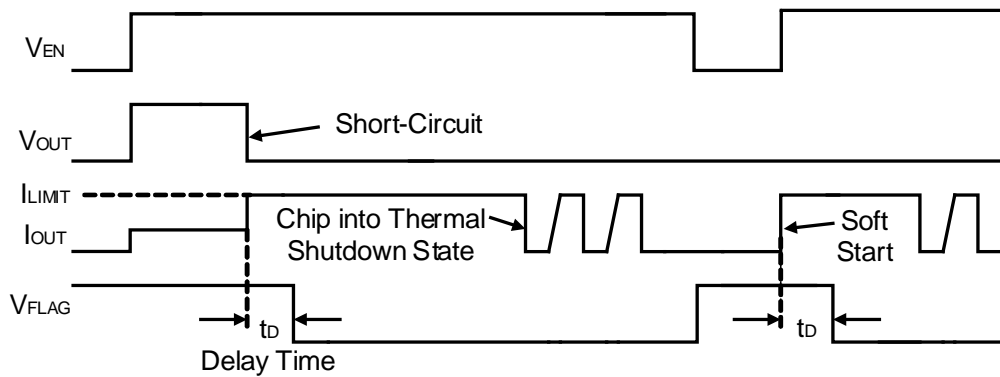 VEN
VOUT
Short-Circuit
ILIMIT
IOUT
Chip into Thermal
Shutdown State
Soft
Start
VFLAG
tD
Delay Time
tD